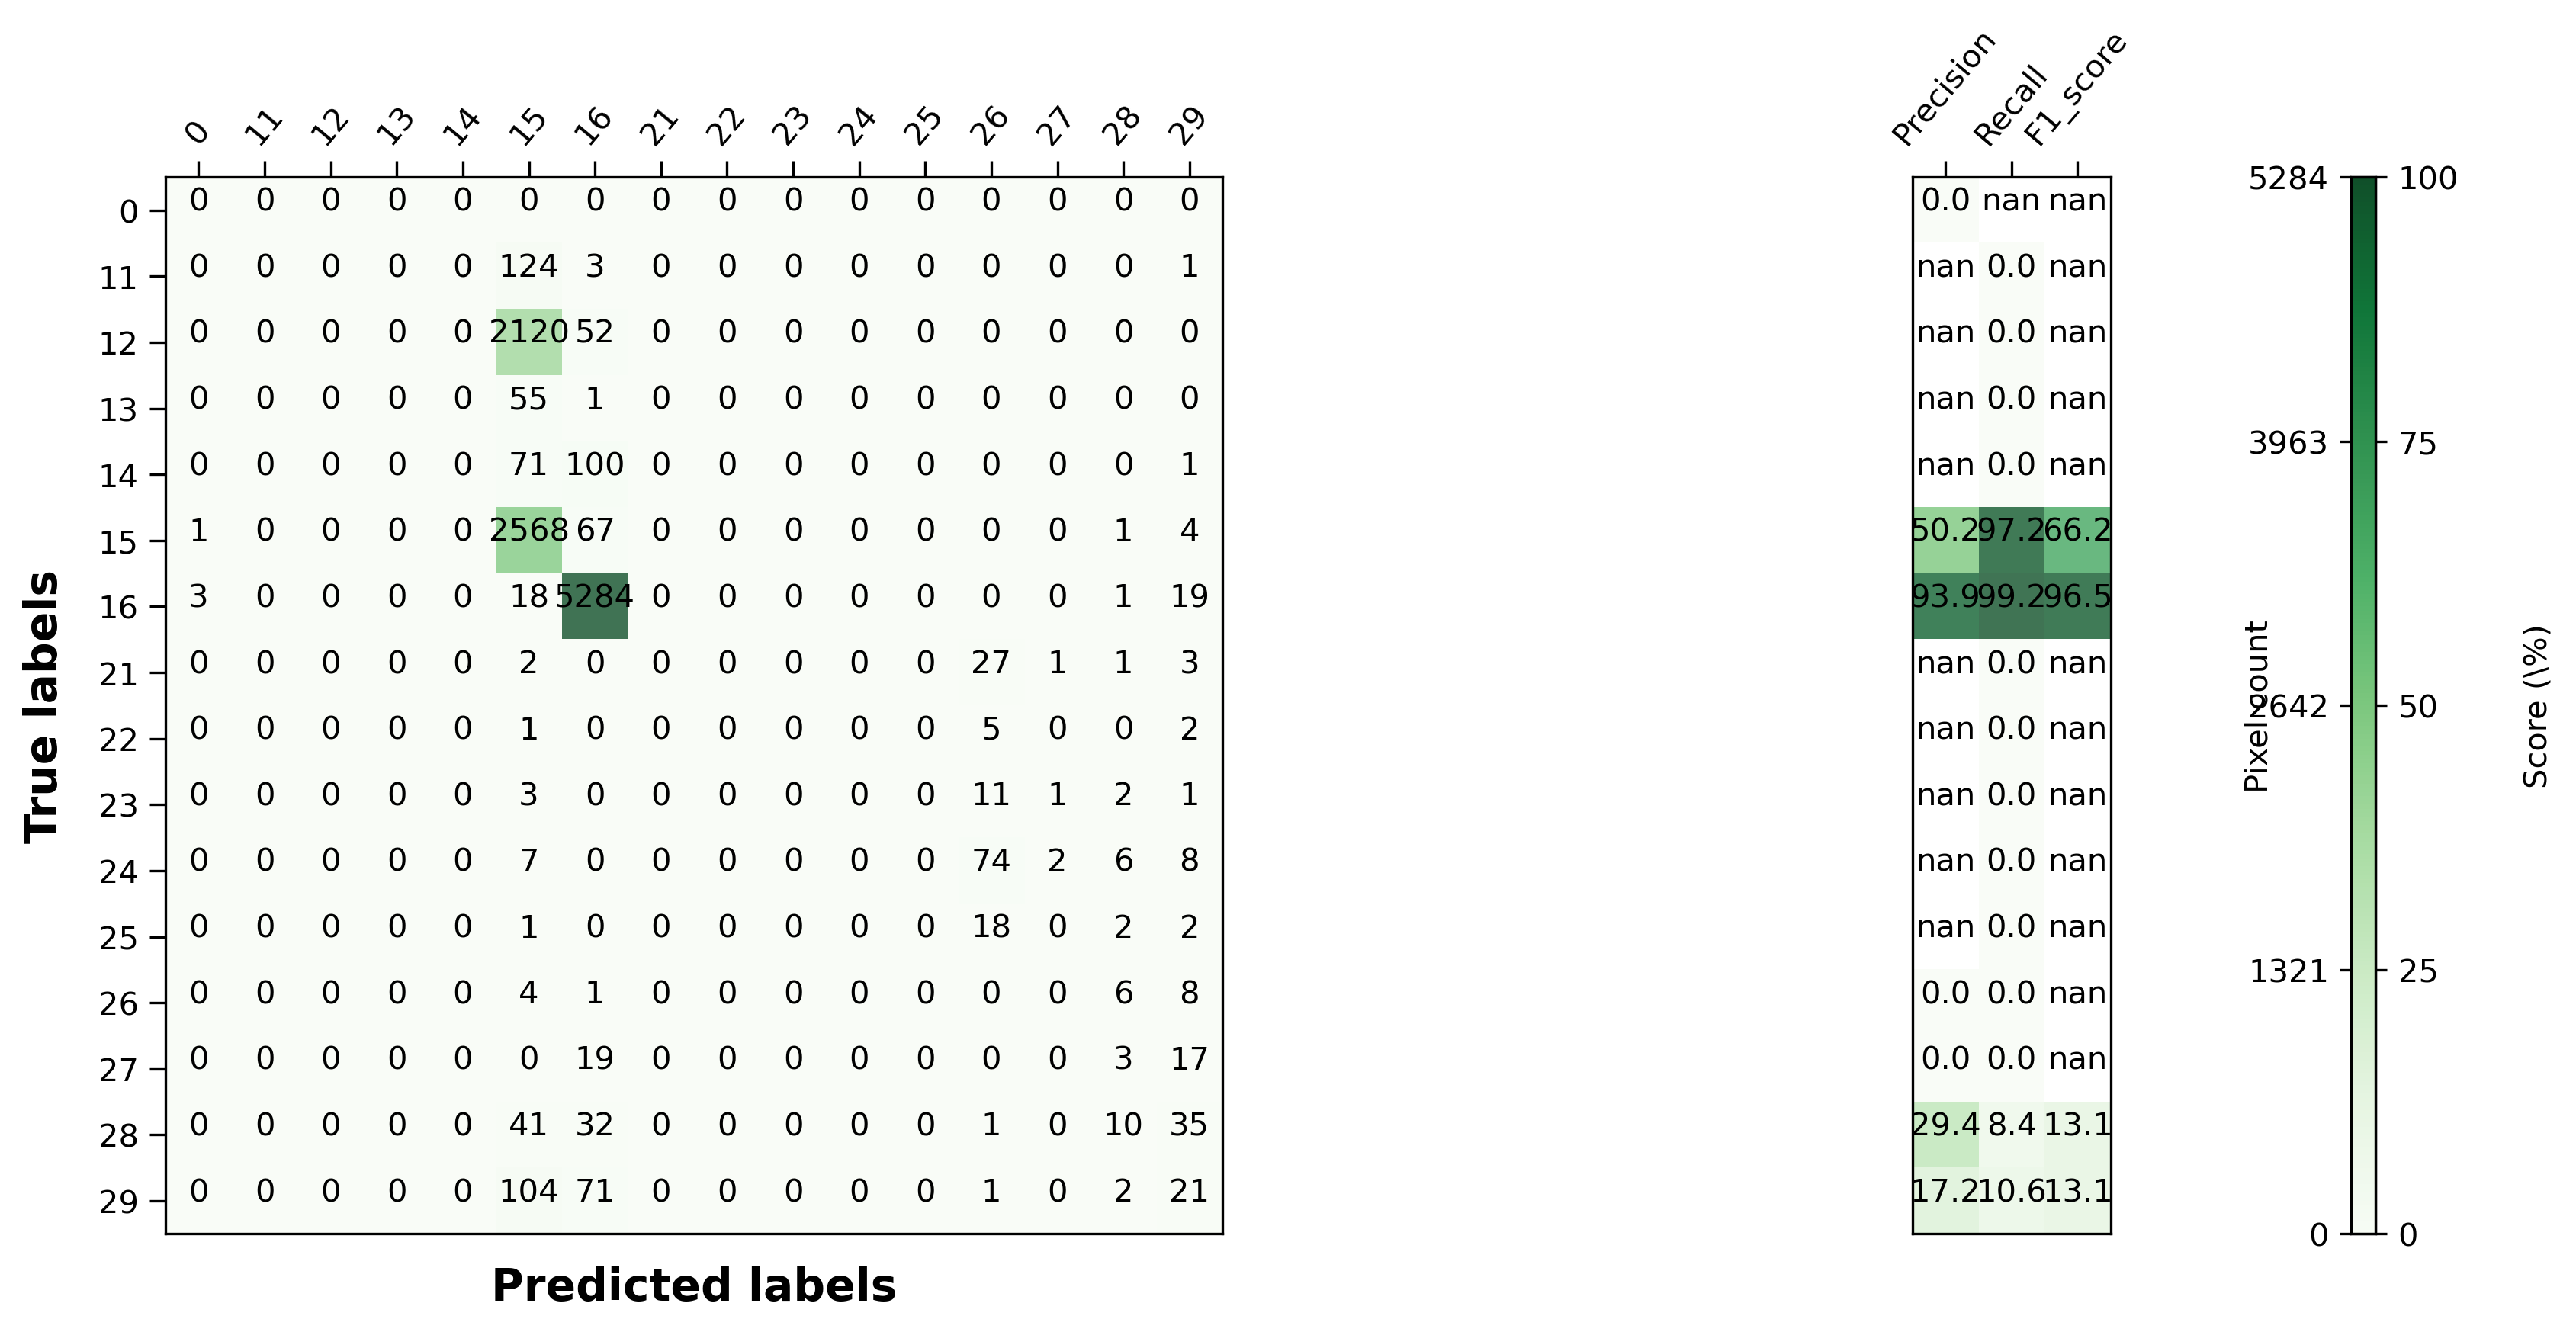 Precision Recall F1_score
0 11 12 13 14 15 16 21 22 23 24 25 26 27 28 29
0 0 0 0 0 0 0 0 0 0 0 0 0 0 0 0 0 0.0 nan nan
11 0 0 0 0 0 124 3 0 0 0 0 0 0 0 0 1 nan 0.0 nan
12 0 0 0 0 0 2120 52 0 0 0 0 0 0 0 0 0 nan 0.0 nan
13 0 0 0 0 0 55 1 0 0 0 0 0 0 0 0 0 nan 0.0 nan
14 0 0 0 0 0 71 100 0 0 0 0 0 0 0 0 1 nan 0.0 nan
15 1 0 0 0 0 2568 67 0 0 0 0 0 0 0 1 4 50.2 97.2 66.2
16 3 0 0 0 0 18 5284 0 0 0 0 0 0 0 1 19 93.9 99.2 96.5
21 0 0 0 0 0 2 0 0 0 0 0 0 27 1 1 3 nan 0.0 nan
22 0 0 0 0 0 1 0 0 0 0 0 0 5 0 0 2 nan 0.0 nan
23 0 0 0 0 0 3 0 0 0 0 0 0 11 1 2 1 nan 0.0 nan
24 0 0 0 0 0 7 0 0 0 0 0 0 74 2 6 8 nan 0.0 nan
25 0 0 0 0 0 1 0 0 0 0 0 0 18 0 2 2 nan 0.0 nan
26 0 0 0 0 0 4 1 0 0 0 0 0 0 0 6 8 0.0 0.0 nan
27 0 0 0 0 0 0 19 0 0 0 0 0 0 0 3 17 0.0 0.0 nan
28 0 0 0 0 0 41 32 0 0 0 0 0 1 0 10 35 29.4 8.4 13.1
29 0 0 0 0 0 104 71 0 0 0 0 0 1 0 2 21 17.2 10.6 13.1
True labels
Predicted labels
5284 100
3963 75
2642 50
1321 25
0 0
Pixel count
Score (\%)